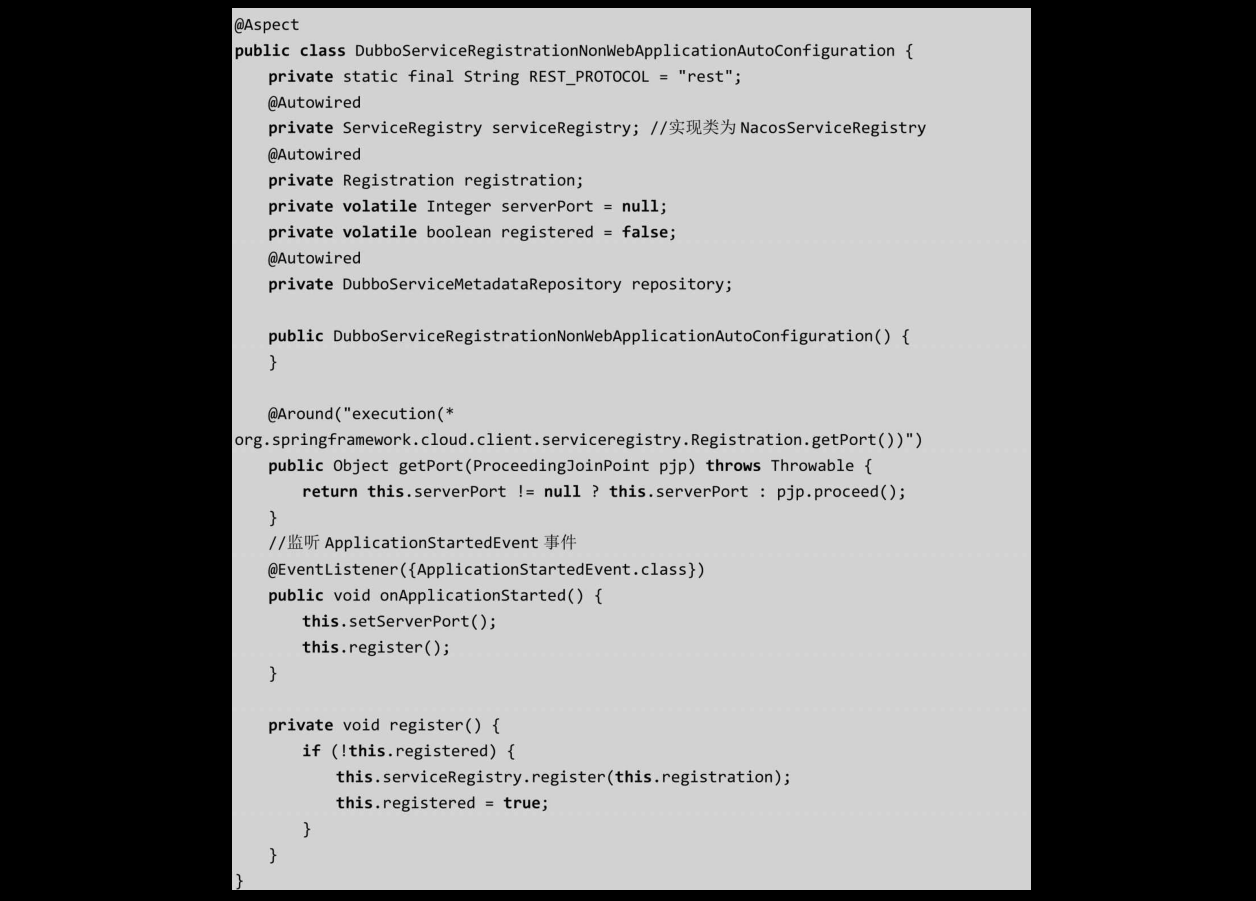 @Aspect
public class DubboServiceRegistrationNonWebApplicationAutoConfiguration {
    private static final String REST_PROTOCOL = "rest";
    @Autowired
    private ServiceRegistry serviceRegistry; //实现类为 NacosServiceRegistry
    @Autowired
    private Registration registration;
    private volatile Integer serverPort = null;
    private volatile boolean registered = false;
    @Autowired
    private DubboServiceMetadataRepository repository;

    public DubboServiceRegistrationNonWebApplicationAutoConfiguration() {
    }

    @Around("execution(*
org.springframework.cloud.client.serviceregistry.Registration.getPort())")
    public Object getPort(ProceedingJoinPoint pjp) throws Throwable {
        return this.serverPort != null ? this.serverPort : pjp.proceed();
    }
    //监听 ApplicationStartedEvent 事件
    @EventListener({ApplicationStartedEvent.class})
    public void onApplicationStarted() {
        this.setServerPort();
        this.register();
    }

    private void register() {
        if (!this.registered) {
            this.serviceRegistry.register(this.registration);
            this.registered = true;
        }
    }
}